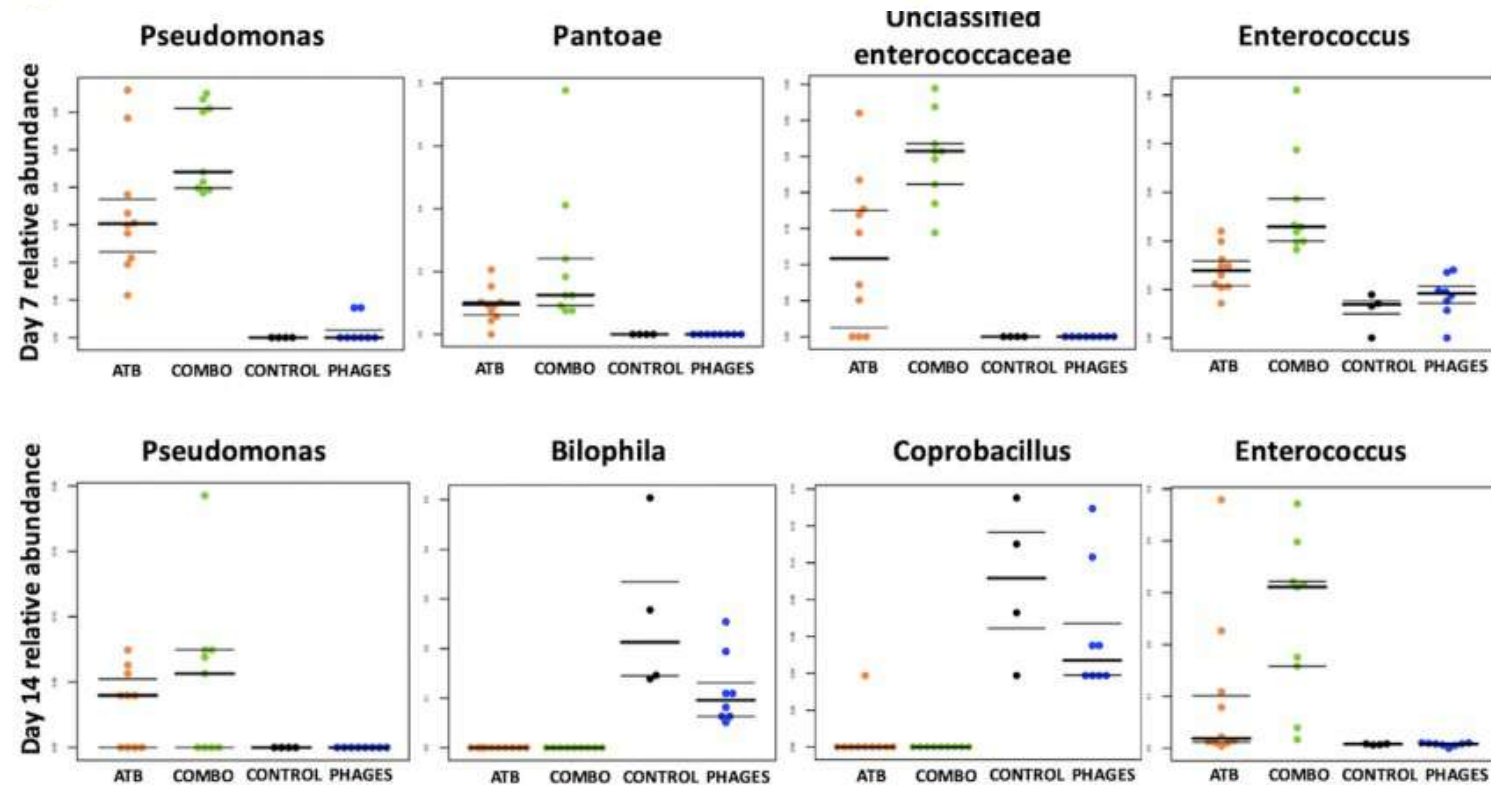 Pseudomonas
Pantoae
Unclassified
enterococcaceae
Enterococcus
Day 7 relative abundance
ATB COMBO CONTROL PHAGES
ATB COMBO CONTROL PHAGES
ATB COMBO CONTROL PHAGES
ATB COMBO CONTROL PHAGES
Pseudomonas
Bilophila
Coprobacillus
Enterococcus
Day 14 relative abundance
ATB COMBO CONTROL PHAGES
ATB COMBO CONTROL PHAGES
ATB COMBO CONTROL PHAGES
ATB COMBO CONTROL PHAGES